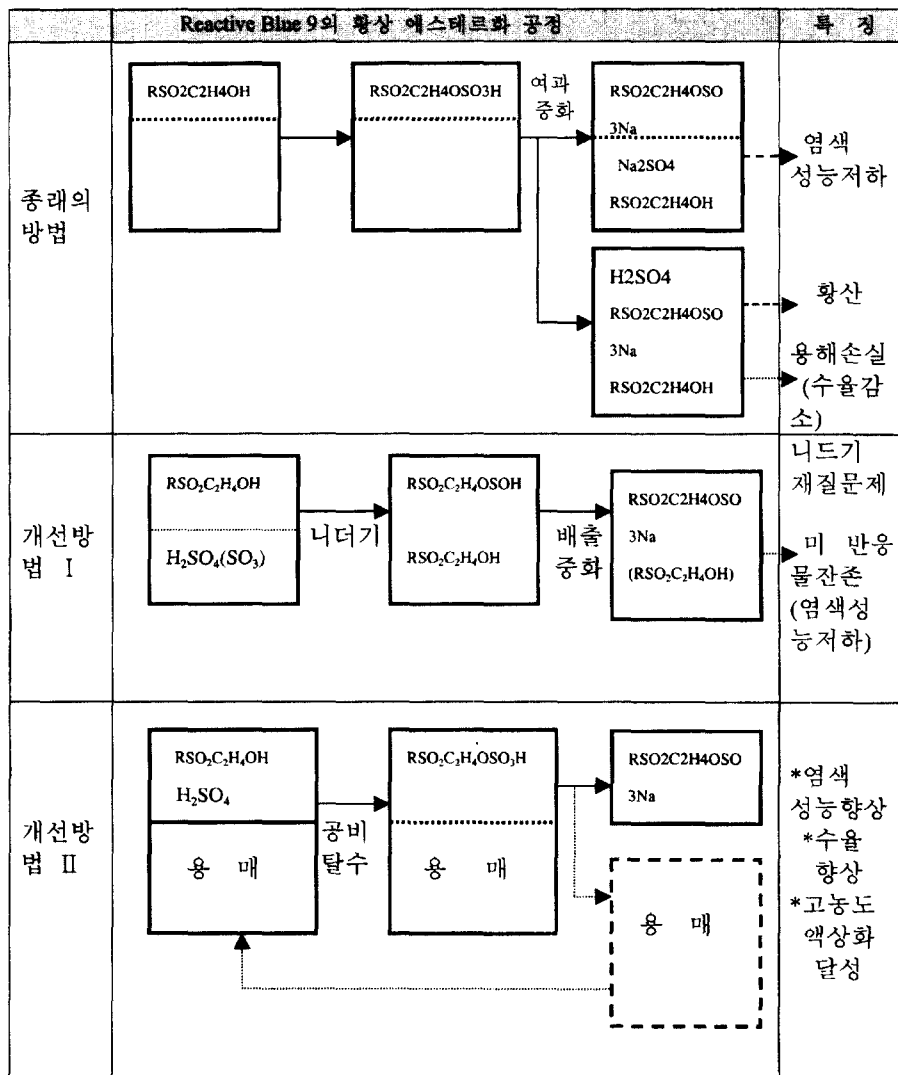 Reactive Blue 9의 황상 에스테르화 공정
특 징
종래의
방법
RSO2C2H4OH
RSO2C2H4OSO3H
여과
중화
RSO2C2H4OSO
3Na
Na2SO4
RSO2C2H4OH
염색
성능저하
H2SO4
RSO2C2H4OSO
3Na
RSO2C2H4OH
황산
용해손실
(수율감
소)
개선방
법 Ⅰ
RSO₂C₂H₄OH
H₂SO₄(SO₃)
니더기
RSO₂C₂H₄OSOH
RSO₂C₂H₄OH
배출
중화
RSO2C2H4OSO
3Na
(RSO₂C₂H₄OH)
니드기
재질문제
미 반응
물잔존
(염색성
능저하)
개선방
법 Ⅱ
RSO₂C₂H₄OH
H₂SO₄
용 매
공비
탈수
RSO₂C₂H₄OSO₃H
용 매
RSO2C2H4OSO
3Na
용 매
*염색
성능향상
*수율
향상
*고농도
액상화
달성